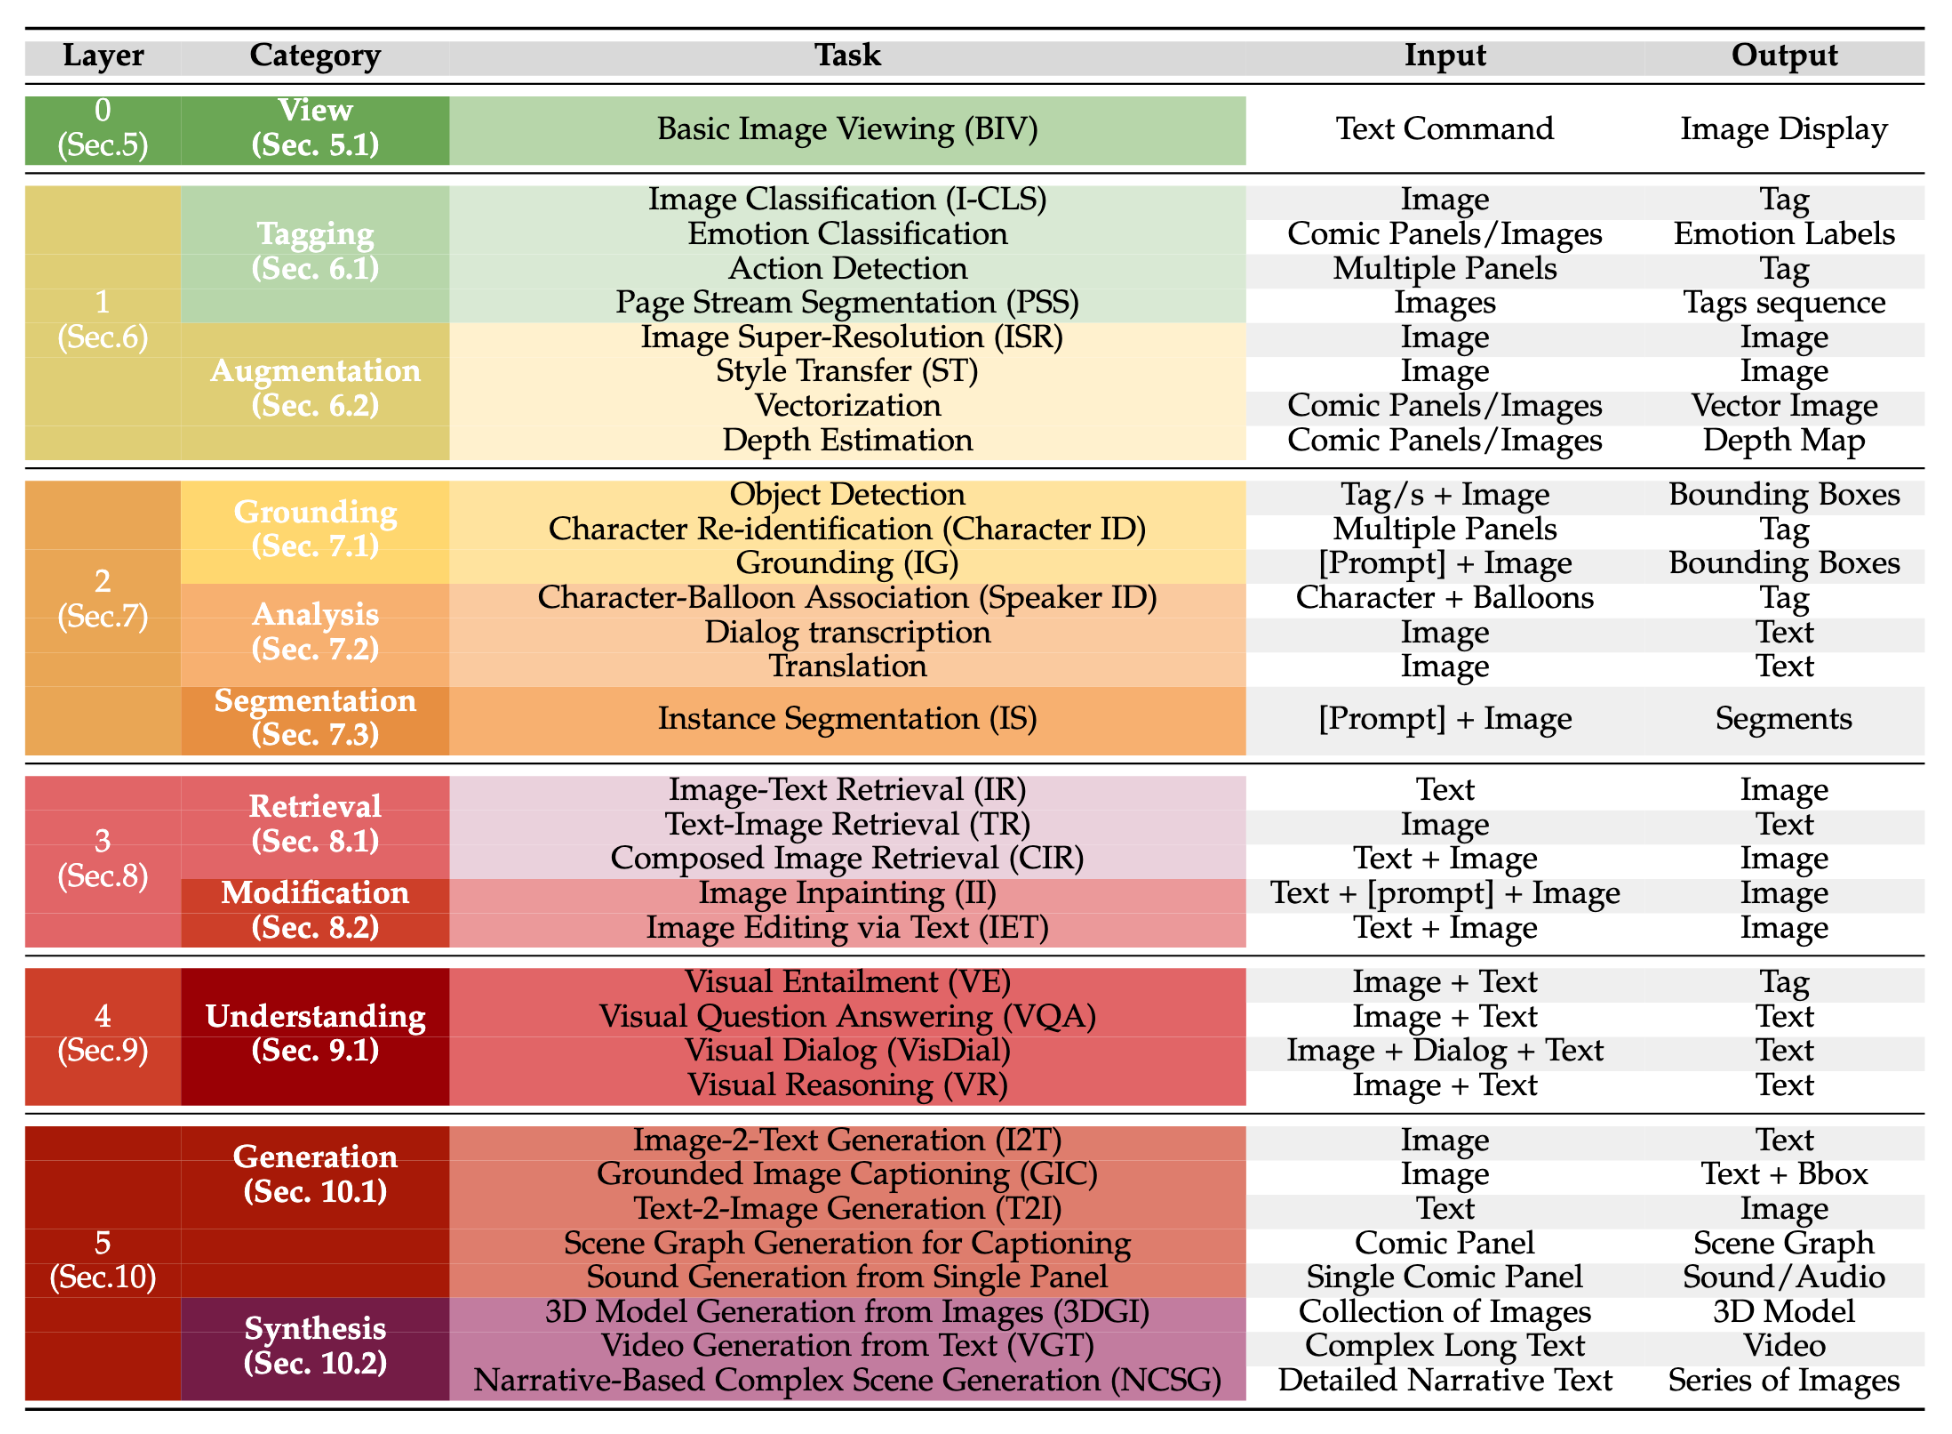 Layer Category Task Input Output
0 (Sec.5) View (Sec. 5.1) Basic Image Viewing (BIV) Text Command Image Display
1 (Sec.6) Tagging (Sec. 6.1) Image Classification (I-CLS) Image Tag
Emotion Classification Comic Panels/Images Emotion Labels
Action Detection Multiple Panels Tag
Page Stream Segmentation (PSS) Images Tags sequence
Augmentation (Sec. 6.2) Image Super-Resolution (ISR) Image Image
Style Transfer (ST) Image Image
Vectorization Comic Panels/Images Vector Image
Depth Estimation Comic Panels/Images Depth Map
2 (Sec.7) Grounding (Sec. 7.1) Object Detection Tag/s + Image Bounding Boxes
Character Re-identification (Character ID) Multiple Panels Tag
Grounding (IG) [Prompt] + Image Bounding Boxes
Analysis (Sec. 7.2) Character-Balloon Association (Speaker ID) Character + Balloons Tag
Dialog transcription Image Text
Translation Image Text
Segmentation (Sec. 7.3) Instance Segmentation (IS) [Prompt] + Image Segments
3 (Sec.8) Retrieval (Sec. 8.1) Image-Text Retrieval (IR) Text Image
Text-Image Retrieval (TR) Image Text
Composed Image Retrieval (CIR) Text + Image Image
Modification (Sec. 8.2) Image Inpainting (II) Text + [prompt] + Image Image
Image Editing via Text (IET) Text + Image Image
4 (Sec.9) Understanding (Sec. 9.1) Visual Entailment (VE) Image + Text Tag
Visual Question Answering (VQA) Image + Text Text
Visual Dialog (VisDial) Image + Dialog + Text Text
Visual Reasoning (VR) Image + Text Text
5 (Sec.10) Generation (Sec. 10.1) Image-2-Text Generation (I2T) Image Text
Grounded Image Captioning (GIC) Image Text + Bbox
Text-2-Image Generation (T2I) Text Image
Scene Graph Generation for Captioning Comic Panel Scene Graph
Sound Generation from Single Panel Single Comic Panel Sound/Audio
Synthesis (Sec. 10.2) 3D Model Generation from Images (3DGI) Collection of Images 3D Model
Video Generation from Text (VGT) Complex Long Text Video
Narrative-Based Complex Scene Generation (NCSG) Detailed Narrative Text Series of Images